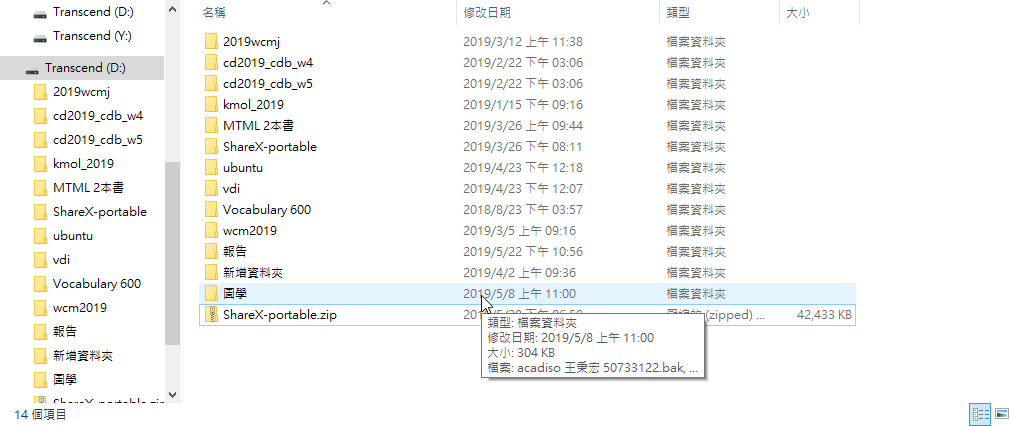 Transcend (D:)
Transcend (Y:)
Transcend (D:)
2019wcmj
cd2019_cdb_w4
cd2019_cdb_w5
kmol_2019
MTML 2本書
ShareX-portable
ubuntu
vdi
Vocabulary 600
wcm2019
報告
新增資料夾
圖學
名稱 修改日期 類型 大小
2019wcmj 2019/3/12 上午 11:38 檔案資料夾
cd2019_cdb_w4 2019/2/22 下午 03:06 檔案資料夾
cd2019_cdb_w5 2019/2/22 下午 03:06 檔案資料夾
kmol_2019 2019/1/15 下午 09:16 檔案資料夾
MTML 2本書 2019/3/26 上午 09:44 檔案資料夾
ShareX-portable 2019/3/26 上午 08:11 檔案資料夾
ubuntu 2019/4/23 下午 12:18 檔案資料夾
vdi 2019/4/23 下午 12:07 檔案資料夾
Vocabulary 600 2018/8/23 下午 03:57 檔案資料夾
wcm2019 2019/3/5 上午 09:16 檔案資料夾
報告 2019/5/22 下午 10:56 檔案資料夾
新增資料夾 2019/4/2 上午 09:36 檔案資料夾
圖學 2019/5/8 上午 11:00 檔案資料夾
ShareX-portable.zip (zipped) ... 42,433 KB
類型: 檔案資料夾
修改日期: 2019/5/8 上午 11:00
大小: 304 KB
檔案: acadiso 王秉宏 50733122.bak, ...
14 個項目